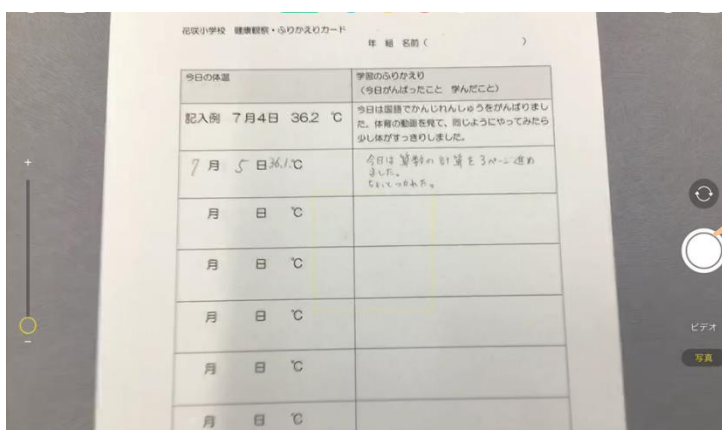 花咲小学校 健康観察・ふりかえりカード
年 組 名前( )
今日の体温
学習のふりかえり
(今日がんばったこと 学んだこと)
記入例 7月4日 36.2 ℃
今日は国語でかんじれんしゅうをがんばりまし
た。体育の動画を見て、同じようにやってみたら
少し体がすっきりしました。
7 月 5 日 36.1.℃
今日は 算数の 計算を 3ページ 進め
ました。
月 日 ℃
月 日 ℃
月 日 ℃
月 日 ℃
月 日 ℃
ビデオ
写真